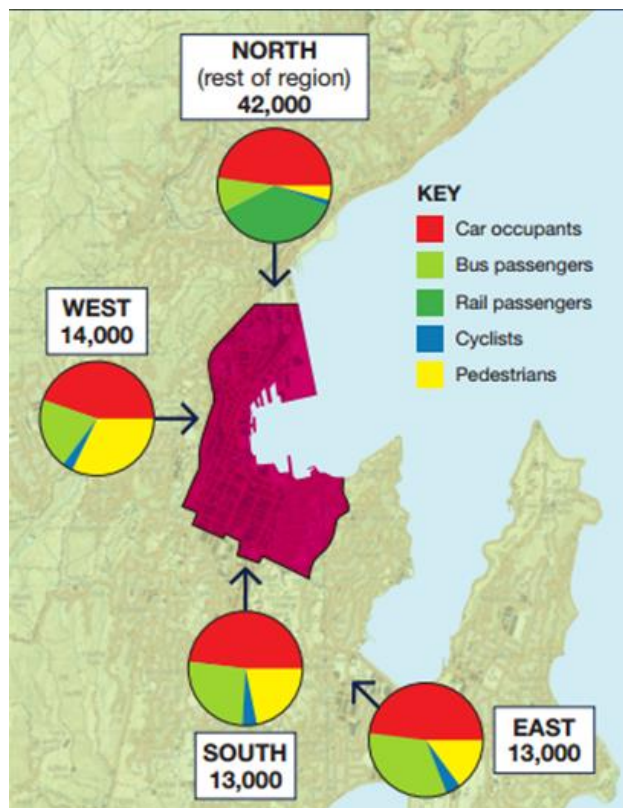 NORTH
(rest of region)
42,000
KEY
Car occupants
Bus passengers
Rail passengers
Cyclists
Pedestrians
WEST
14,000
SOUTH
13,000
EAST
13,000